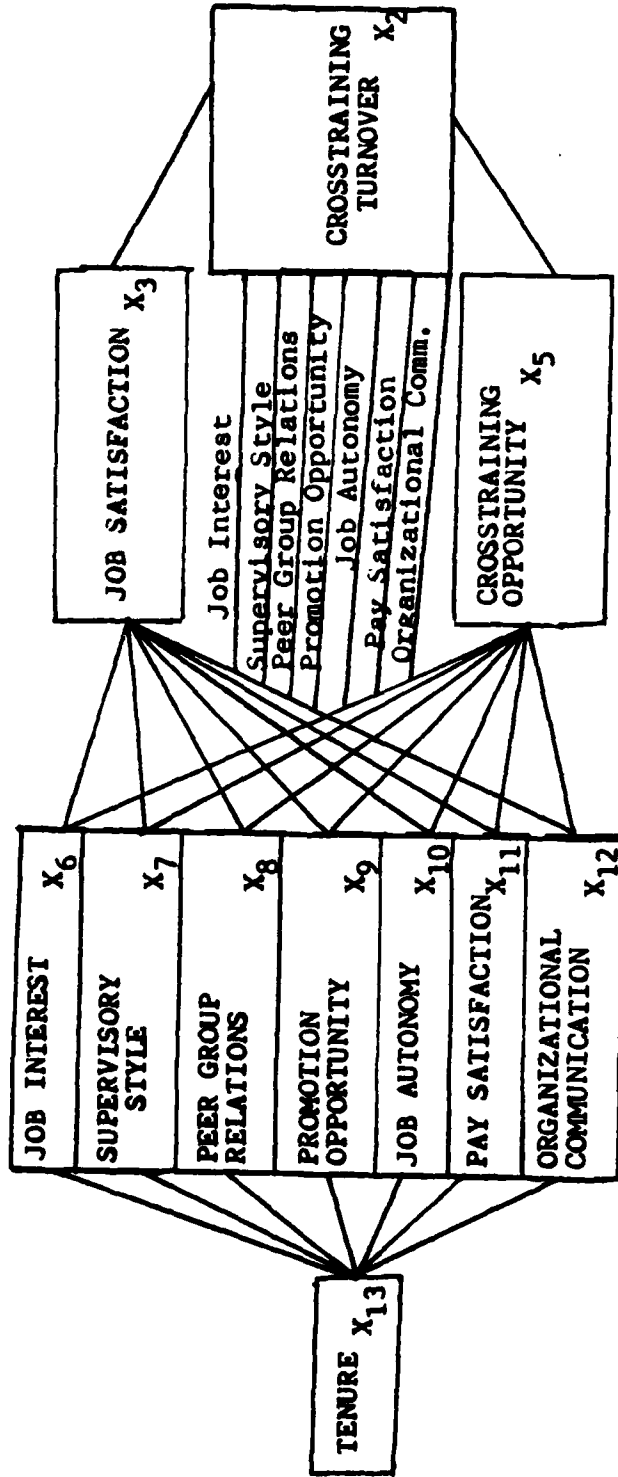 TENURE X13
JOB INTEREST X6
SUPERVISORY
STYLE X7
PEER GROUP
RELATIONS X8
PROMOTION
OPPORTUNITY X9
JOB AUTONOMY X10
PAY SATISFACTION X11
ORGANIZATIONAL
COMMUNICATION X12
JOB SATISFACTION X3
Job Interest
Supervisory Style
Peer Group Relations
Promotion Opportunity
Job Autonomy
Pay Satisfaction
Organizational Comm.
CROSSTRAINING
OPPORTUNITY X5
CROSSTRAINING
TURNOVER X2